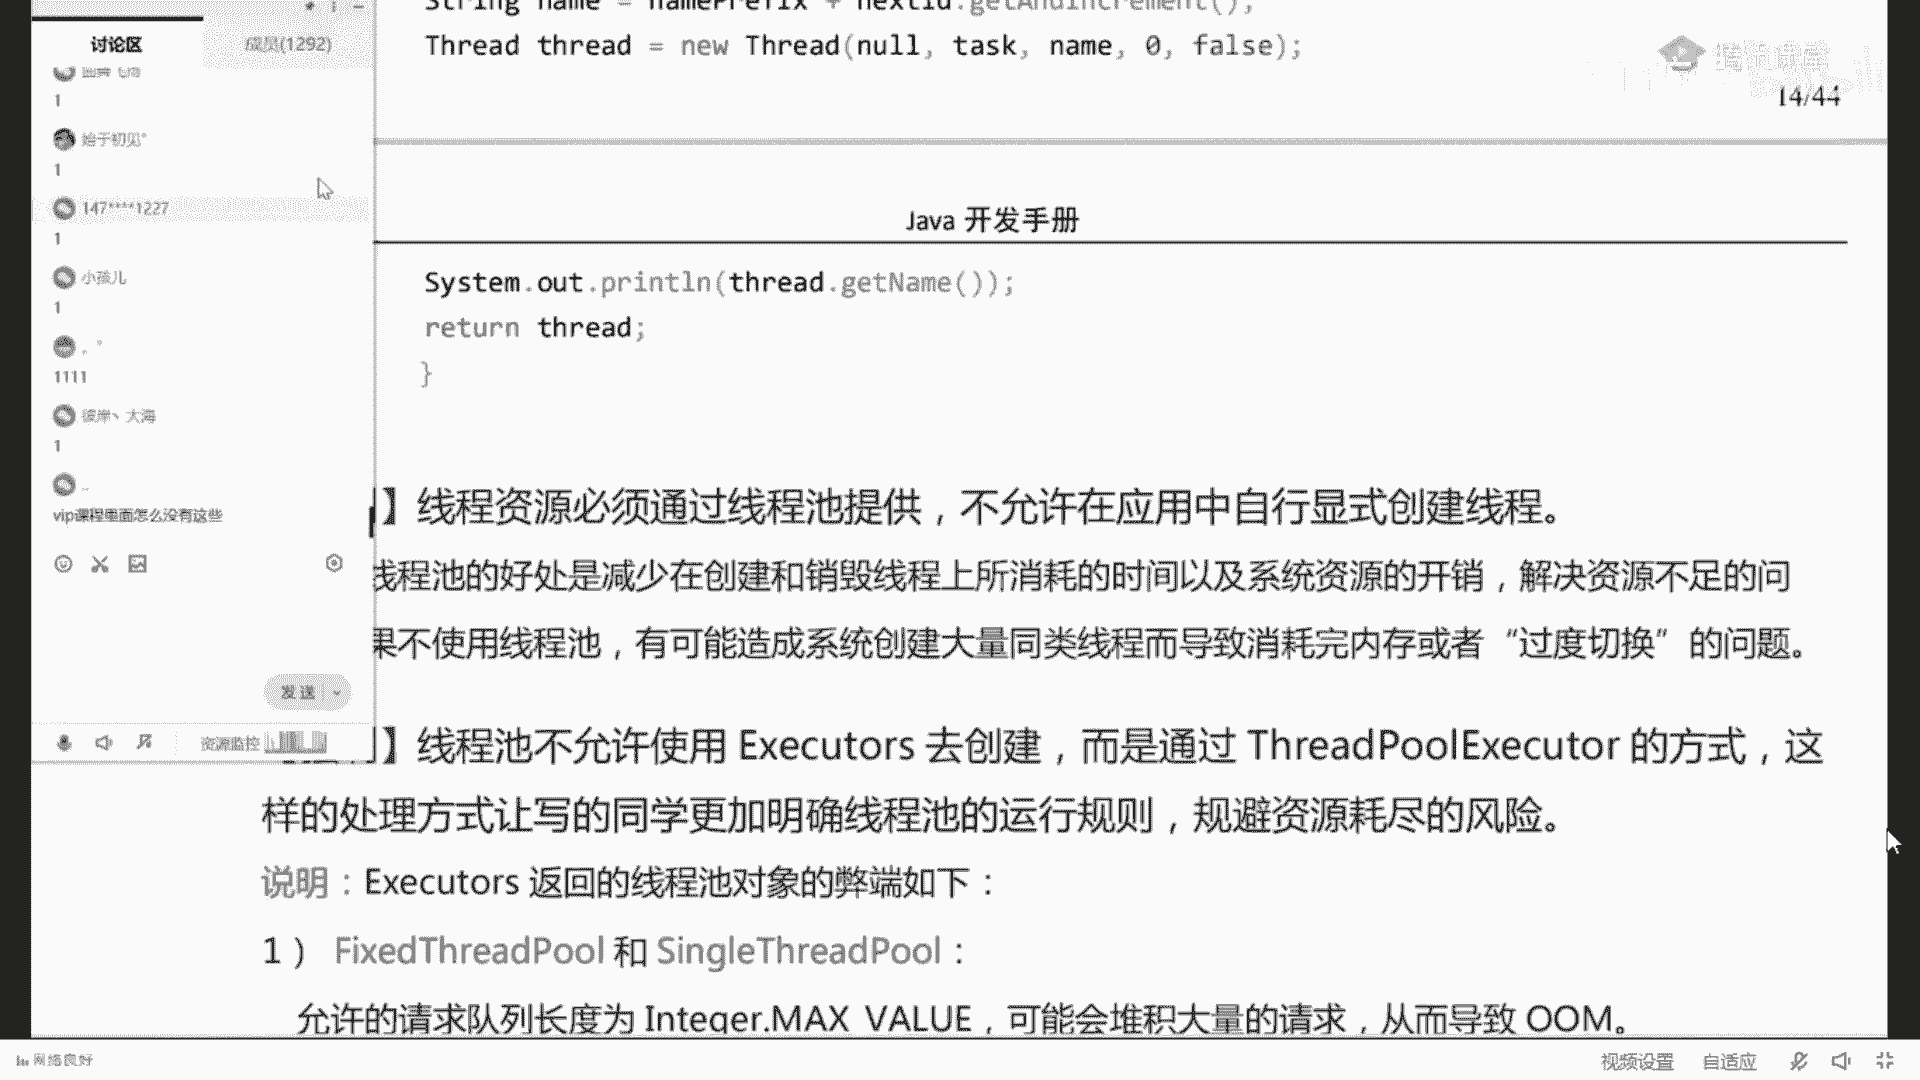 讨论区
成员(1292)
1
始于初见"
1
147****1227
1
小孩儿
1
1111
彼岸丶大海
1
vip课程里面怎么没有这些
发送
资源监控
String name = namePrefix + nextId.getAndIncrement();
Thread thread = new Thread(null, task, name, 0, false);
腾讯课堂
14/44
Java 开发手册
System.out.println(thread.getName());
return thread;
}
】线程资源必须通过线程池提供，不允许在应用中自行显式创建线程。
线程池的好处是减少在创建和销毁线程上所消耗的时间以及系统资源的开销，解决资源不足的问
果不使用线程池，有可能造成系统创建大量同类线程而导致消耗完内存或者“过度切换”的问题。
】线程池不允许使用 Executors 去创建，而是通过 ThreadPoolExecutor 的方式，这
样的处理方式让写的同学更加明确线程池的运行规则，规避资源耗尽的风险。
说明：Executors 返回的线程池对象的弊端如下：
1） FixedThreadPool 和 SingleThreadPool：
允许的请求队列长度为 Integer.MAX_VALUE，可能会堆积大量的请求，从而导致 OOM。
网络良好
视频设置
自适应